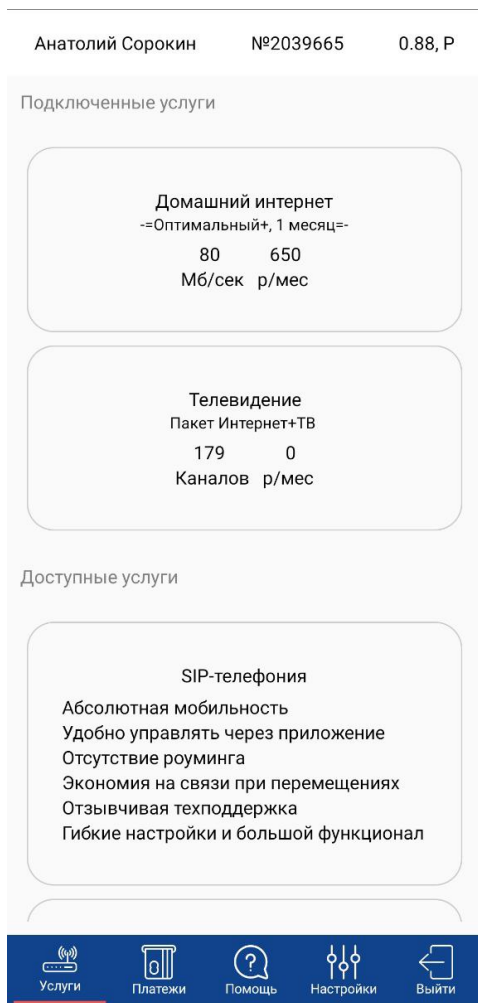 Анатолий Сорокин №2039665 0.88, Р
Подключенные услуги
Домашний интернет
-=Оптимальный+, 1 месяц=-
80 650
Мб/сек р/мес
Телевидение
Пакет Интернет+ТВ
179 0
Каналов р/мес
Доступные услуги
SIP-телефония
Абсолютная мобильность
Удобно управлять через приложение
Отсутствие роуминга
Экономия на связи при перемещениях
Отзывчивая техподдержка
Гибкие настройки и большой функционал
Услуги Платежи Помощь Настройки Выйти